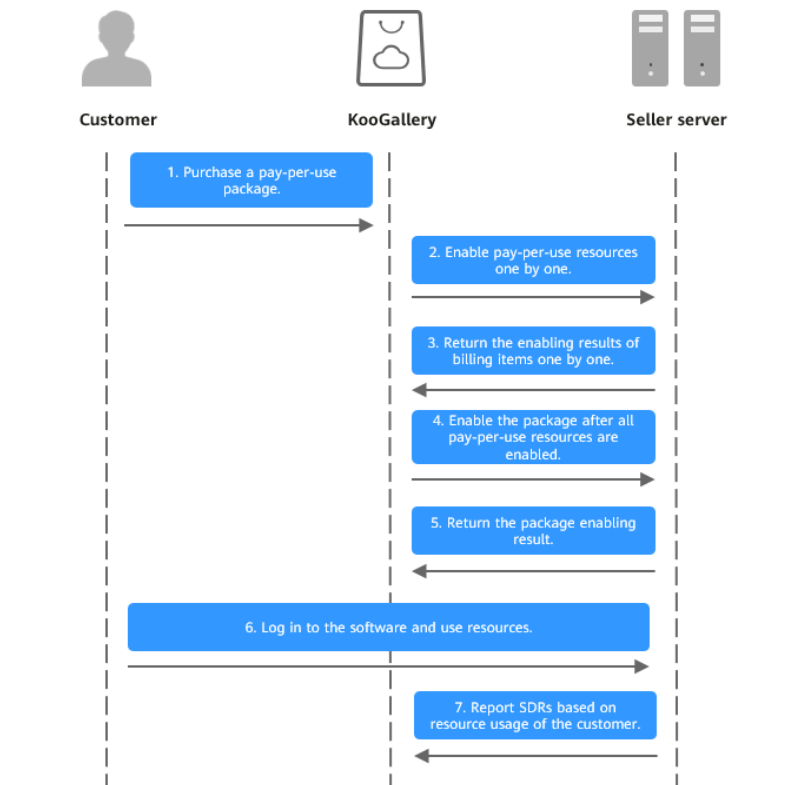 Customer
KooGallery
Seller server
1. Purchase a pay-per-use
package.
2. Enable pay-per-use resources
one by one.
3. Return the enabling results of
billing items one by one.
4. Enable the package after all
pay-per-use resources are
enabled.
5. Return the package enabling
result.
6. Log in to the software and use resources.
7. Report SDRs based on
resource usage of the customer.